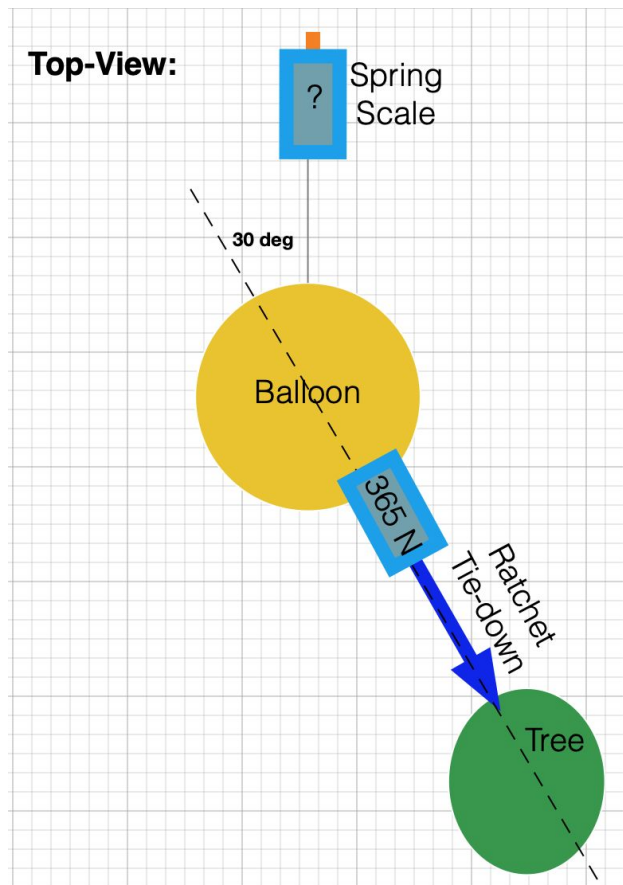 Top-View:
?
Spring
Scale
30 deg
Balloon
365 N
Ratchet
Tie-down
Tree